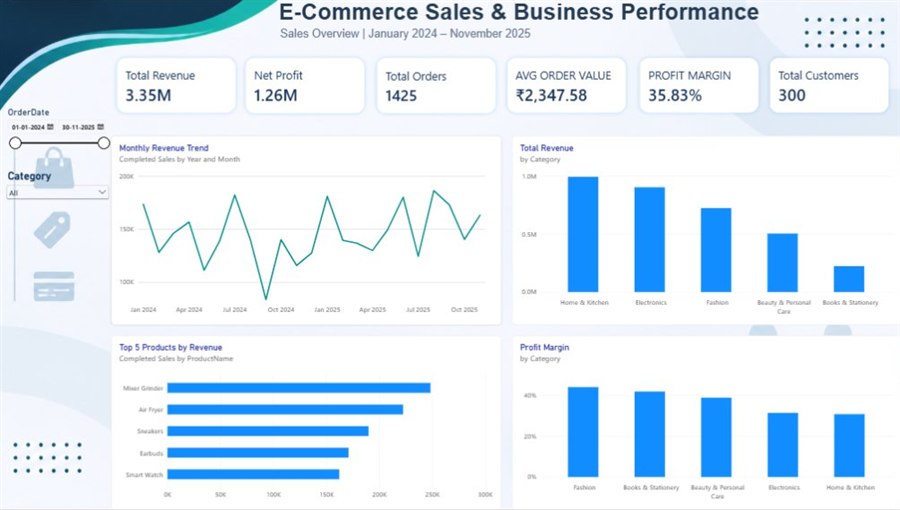 E-Commerce Sales & Business Performance
Sales Overview | January 2024 – November 2025
Total Revenue
3.35M
Net Profit
1.26M
Total Orders
1425
AVG ORDER VALUE
₹2,347.58
PROFIT MARGIN
35.83%
Total Customers
300
OrderDate
01-01-2024 30-11-2025
Category
All
Monthly Revenue Trend
Completed Sales by Year and Month
200K
150K
100K
Jan 2024 Apr 2024 Jul 2024 Oct 2024 Jan 2025 Apr 2025 Jul 2025 Oct 2025
Total Revenue
by Category
1.0M
0.5M
0.0M
Home & Kitchen Electronics Fashion Beauty & Personal Care Books & Stationery
Top 5 Products by Revenue
Completed Sales by ProductName
Mixer Grinder
Air Fryer
Sneakers
Earbuds
Smart Watch
0K 50K 100K 150K 200K 250K 300K
Profit Margin
by Category
40%
20%
0%
Fashion Books & Stationery Beauty & Personal Care Electronics Home & Kitchen